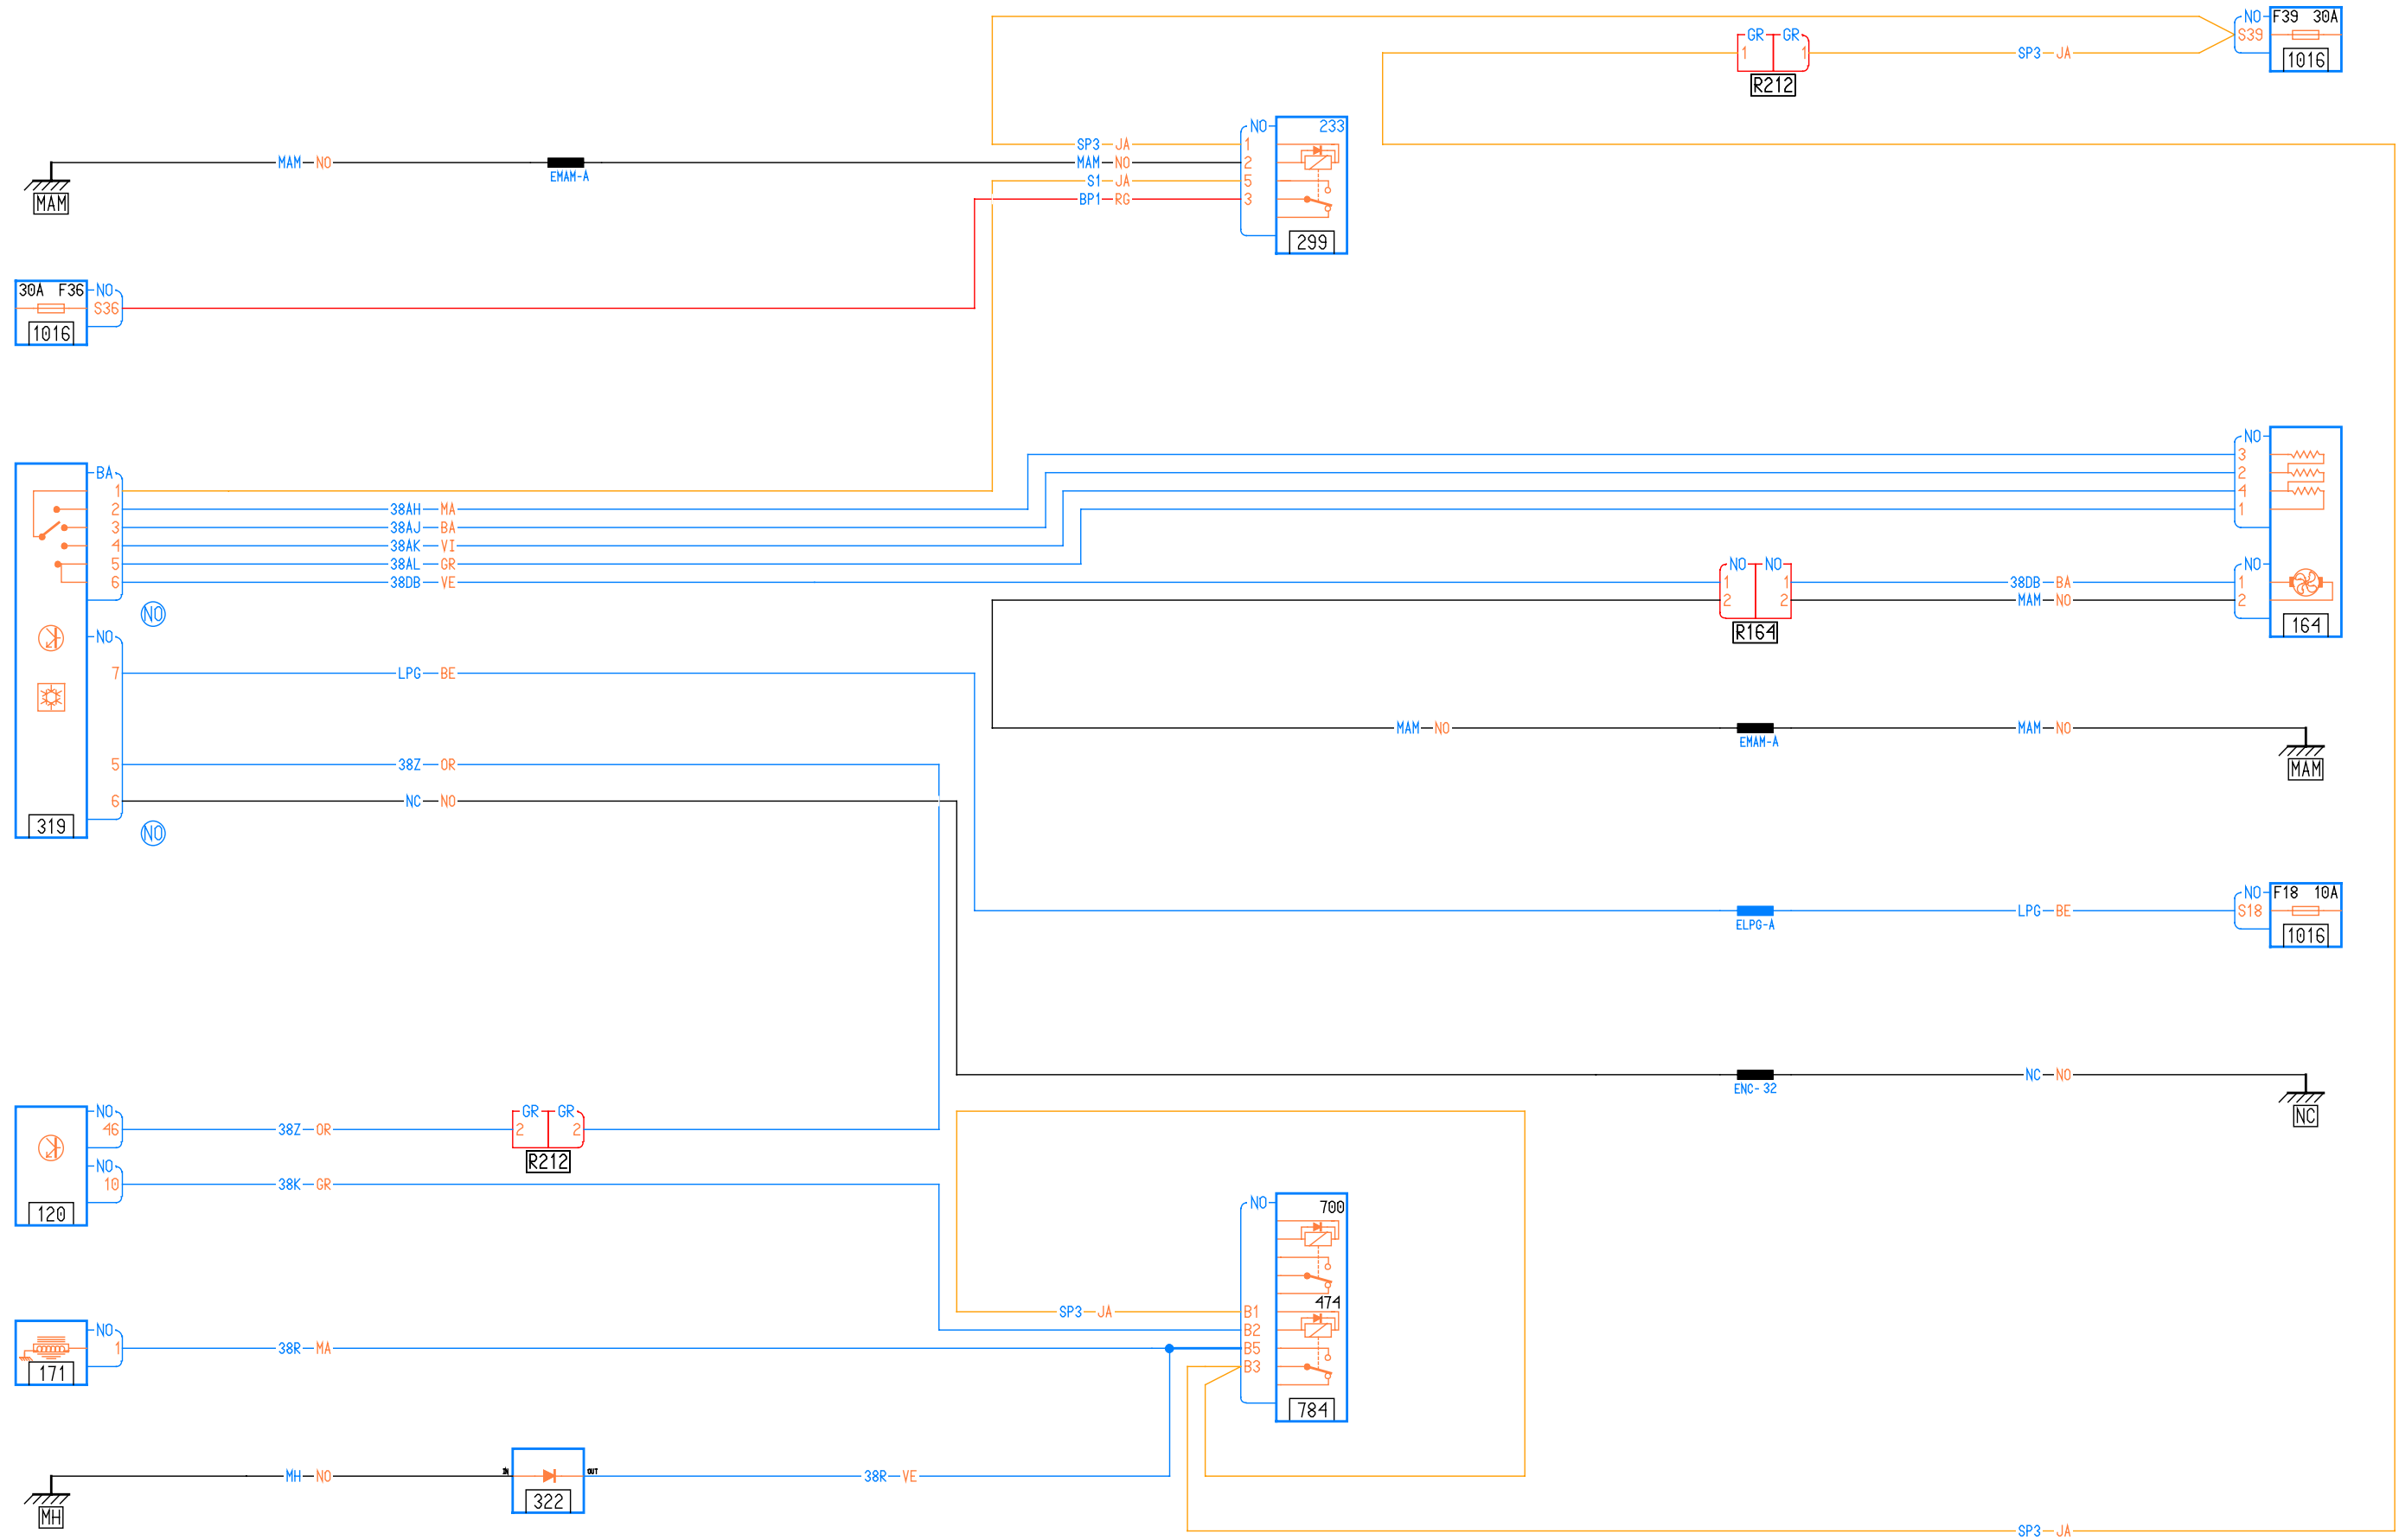 NO F39 30A
S39
1016
GR GR
1 1
SP3 JA
R212
NO 233
SP3 JA 1
MAM NO
EMAM-A
MAM NO 2
S1 JA 5
BP1 RG 3
MAM
299
30A F36 NO
S36
1016
NO
3
2
4
1
BA
1
2 38AH MA
3 38AJ BA
4 38AK VI
5 38AL GR
6 38DB VE
NO
NO NO
1 1
2 2
R164
NO
38DB BA 1
MAM NO 2
164
NO
7 LPG BE
MAM NO
EMAM-A
MAM NO
MAM
5 38Z OR
6 NC NO
319
NO
NO F18 10A
LPG BE S18
ELPG-A
1016
ENC-32
NC NO
NC
NO
46 38Z OR
GR GR
2 2
R212
NO
10 38K GR
120
NO 700
474
SP3 JA B1
B2
B5
B3
784
NO
1 38R MA
171
MH NO
IN
OUT
322
38R VE
MH
SP3 JA